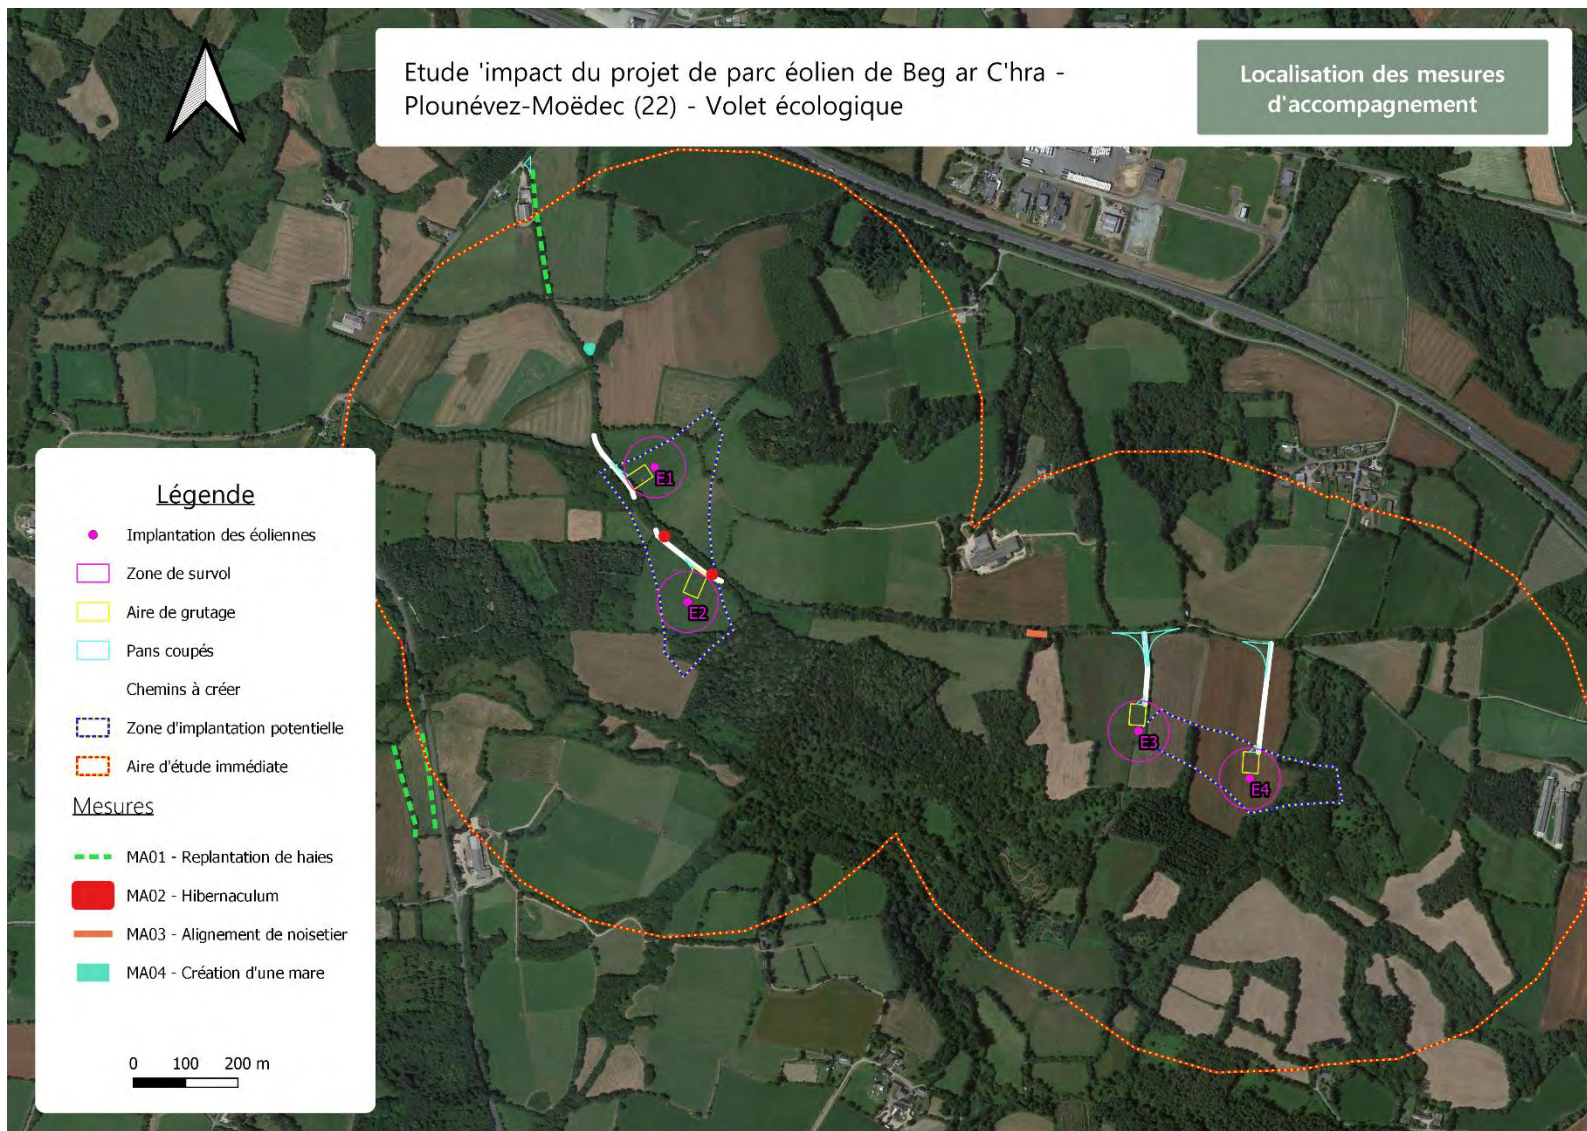 Etude 'impact du projet de parc éolien de Beg ar C'hra -
Plounévez-Moëdec (22) - Volet écologique
Localisation des mesures
d'accompagnement
E1
E2
E3
E4
Légende
Implantation des éoliennes
Zone de survol
Aire de grutage
Pans coupés
Chemins à créer
Zone d'implantation potentielle
Aire d'étude immédiate
Mesures
MA01 - Replantation de haies
MA02 - Hibernaculum
MA03 - Alignement de noisetier
MA04 - Création d'une mare
0 100 200 m